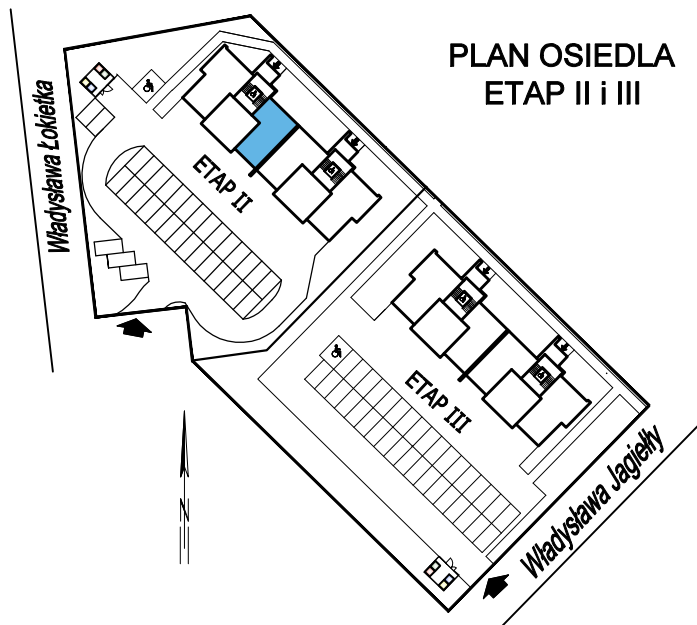 PLAN OSIEDLA
ETAP II i III
Władysława Łokietka
ETAP II
ETAP III
Władysława Jagiełły
N